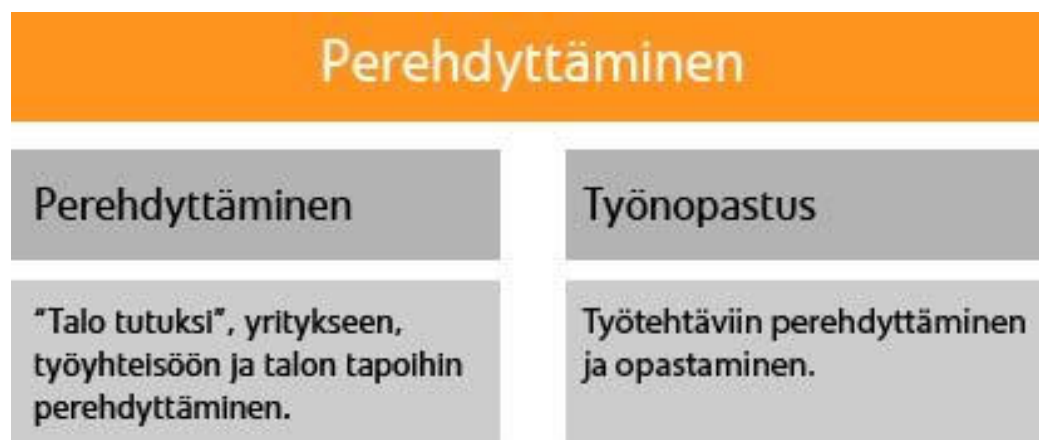 Perehdyttäminen
Perehdyttäminen
"Talo tutuksi", yritykseen,
työyhteisöön ja talon tapoihin
perehdyttäminen.
Työnopastus
Työtehtäviin perehdyttäminen
ja opastaminen.